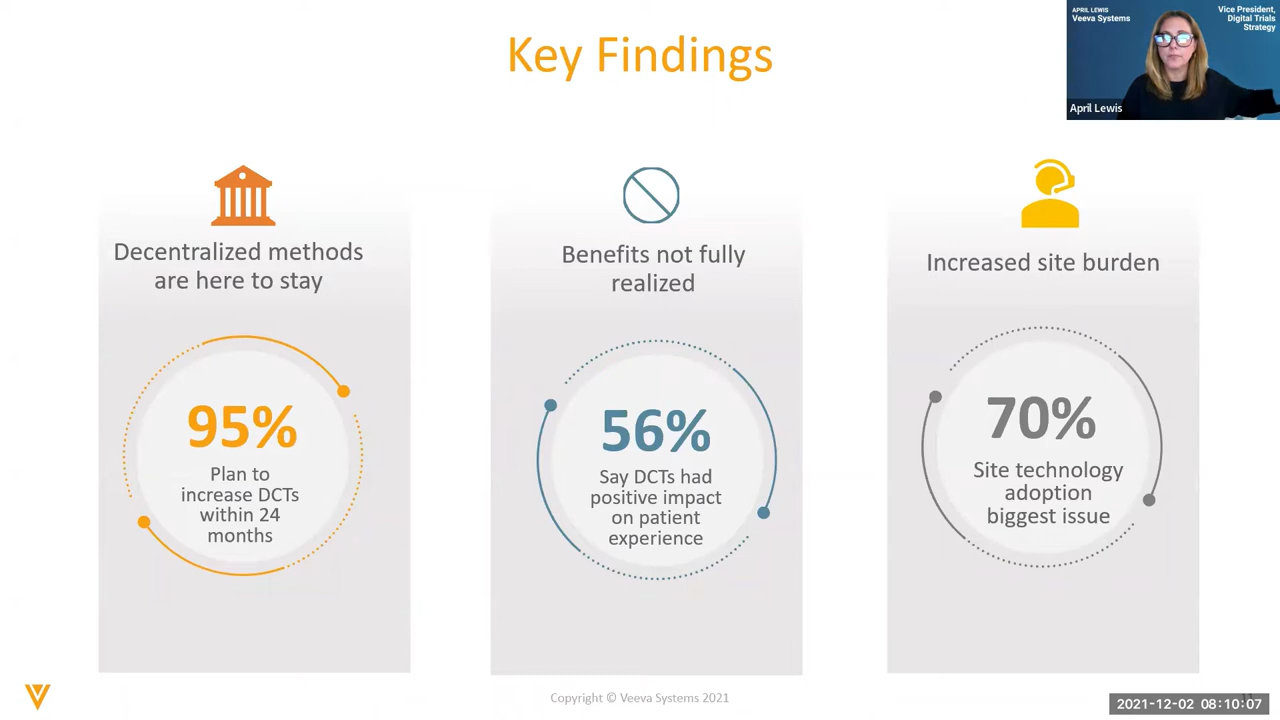 Key Findings
APRIL LEWIS
Veeva Systems
Vice President,
Digital Trials
Strategy
April Lewis
Decentralized methods
are here to stay
95%
Plan to
increase DCTs
within 24
months
Benefits not fully
realized
56%
Say DCTs had
positive impact
on patient
experience
Increased site burden
70%
Site technology
adoption
biggest issue
Copyright © Veeva Systems 2021
2021-12-02 08:10:07